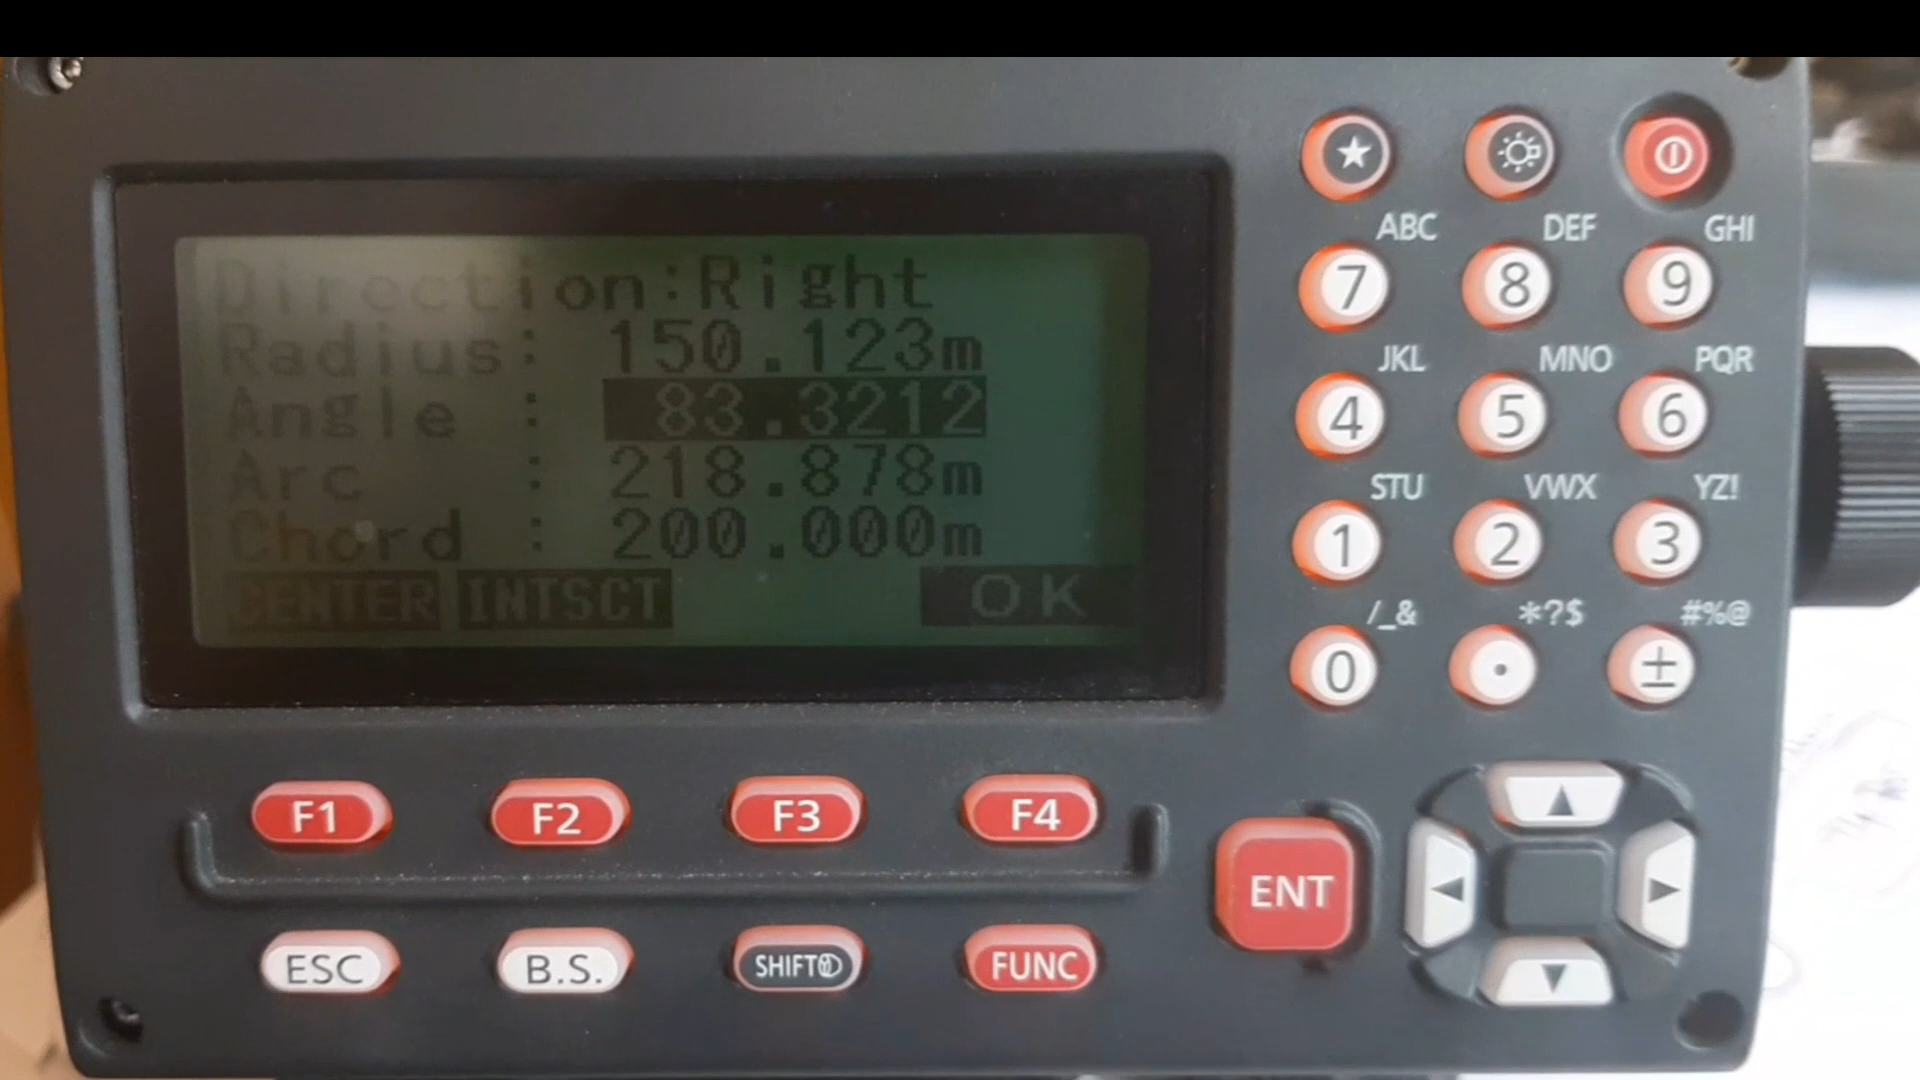 Direction:Right
Radius: 150.123m
Angle : 83.3212
Arc : 218.878m
Chord : 200.000m
CENTER INTSCT OK
ABC DEF GHI
7 8 9
JKL MNO PQR
4 5 6
STU VWX YZ!
1 2 3
/_& *?$ #%@
0 . ±
F1 F2 F3 F4
ENT
ESC B.S. SHIFT FUNC